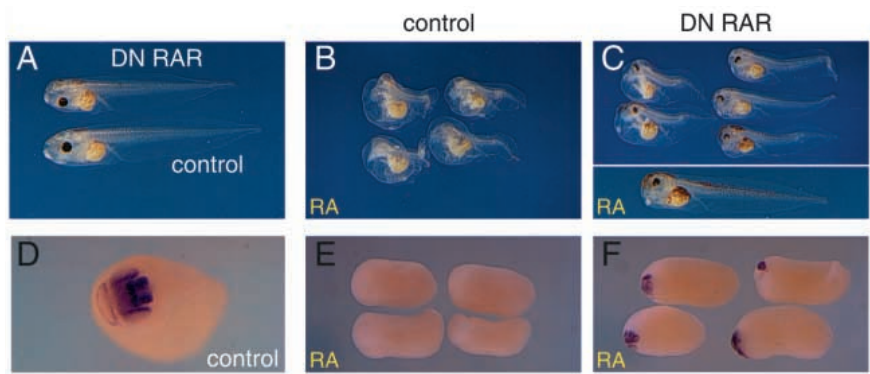 control
DN RAR
A
DN RAR
control
B
RA
C
RA
D
control
E
RA
F
RA